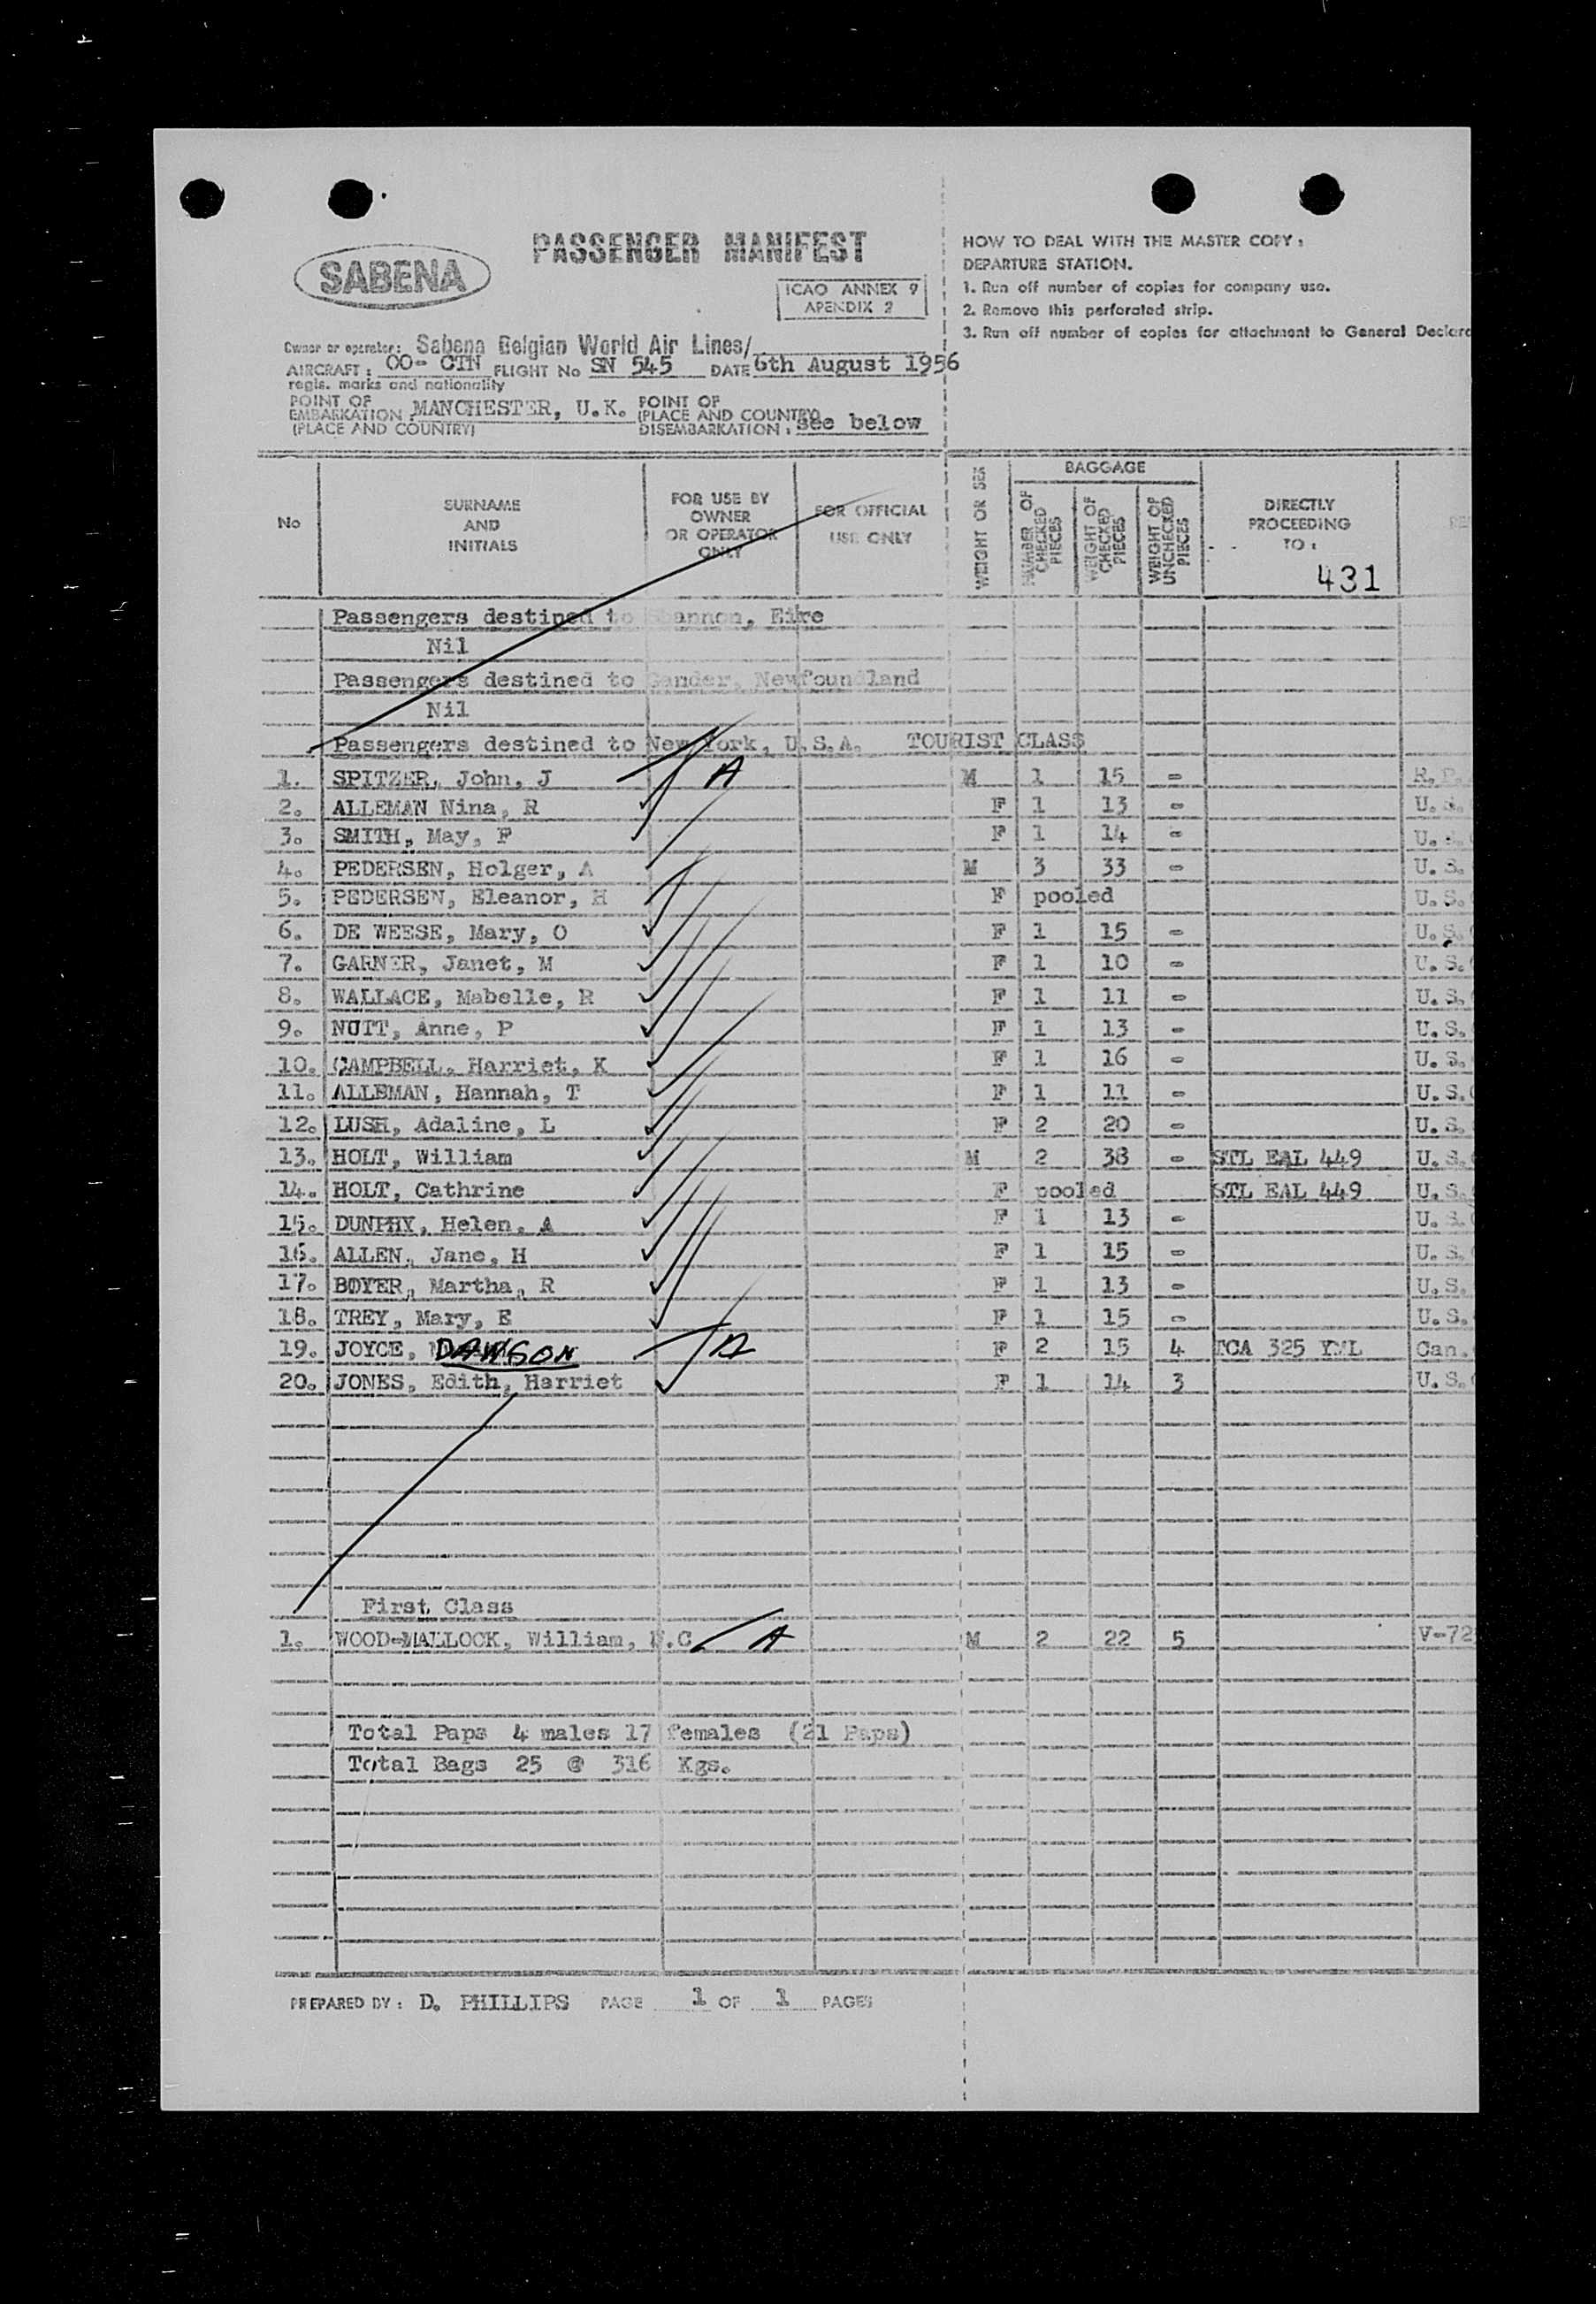 SABENA
PASSENGER MANIFEST
ICAO ANNEX 9
APENDIX 2
Owner or operator: Sabena Belgian World Air Lines/
AIRCRAFT: OO- CTN FLIGHT No SN 545 DATE 6th August 1956
regis. marks and nationality
POINT OF EMBARKATION MANCHESTER, U.K. (PLACE AND COUNTRY)
POINT OF (PLACE AND COUNTRY) DISEMBARKATION: see below
HOW TO DEAL WITH THE MASTER COPY:
DEPARTURE STATION.
1. Run off number of copies for company use.
2. Remove this perforated strip.
3. Run off number of copies for attachment to General Declara
No SURNAME AND INITIALS FOR USE BY OWNER OR OPERATOR ONLY FOR OFFICIAL USE ONLY WEIGHT OR SEX BAGGAGE NUMBER OF CHECKED PIECES WEIGHT OF CHECKED PIECES WEIGHT OF UNCHECKED PIECES DIRECTLY PROCEEDING TO:
431
Passengers destined to Shannon, Eire
Nil
Passengers destined to Gander, Newfoundland
Nil
Passengers destined to New York, U.S.A. TOURIST CLASS
1. SPITZER, John, J A M 1 15 - R.P.
2. ALLEMAN Nina, R F 1 13 - U.S.
3. SMITH, May, F F 1 14 - U.S.
4. PEDERSEN, Holger, A M 3 33 - U.S.
5. PEDERSEN, Eleanor, H F pooled U.S.
6. DE WEESE, Mary, O F 1 15 - U.S.
7. GARNER, Janet, M F 1 10 - U.S.
8. WALLACE, Mabelle, R F 1 11 - U.S.
9. NUIT, Anne, P F 1 13 - U.S.
10. CAMPBELL, Harriet, K F 1 16 - U.S.
11. ALLEMAN, Hannah, T F 1 11 - U.S.
12. LUSH, Adaline, L F 2 20 - U.S.
13. HOLT, William M 2 38 - STL EAL 449 U.S.
14. HOLT, Cathrine F pooled STL EAL 449 U.S.
15. DUNPHY, Helen, A F 1 13 - U.S.
16. ALLEN, Jane, H F 1 15 - U.S.
17. BOYER, Martha, R F 1 13 - U.S.
18. TREY, Mary, E F 1 15 - U.S.
19. JOYCE, DAWSON F 2 15 4 TCA 325 Can.
20. JONES, Edith, Harriet F 1 14 3 U.S.
First Class
1. WOOD-MALLOCK, William, A M 2 22 5 V-72
Total Paps 4 males 17 females (21 Paps)
Total Bags 25 @ 316 Kgs.
PREPARED BY: D. PHILLIPS PAGE 1 OF 1 PAGES